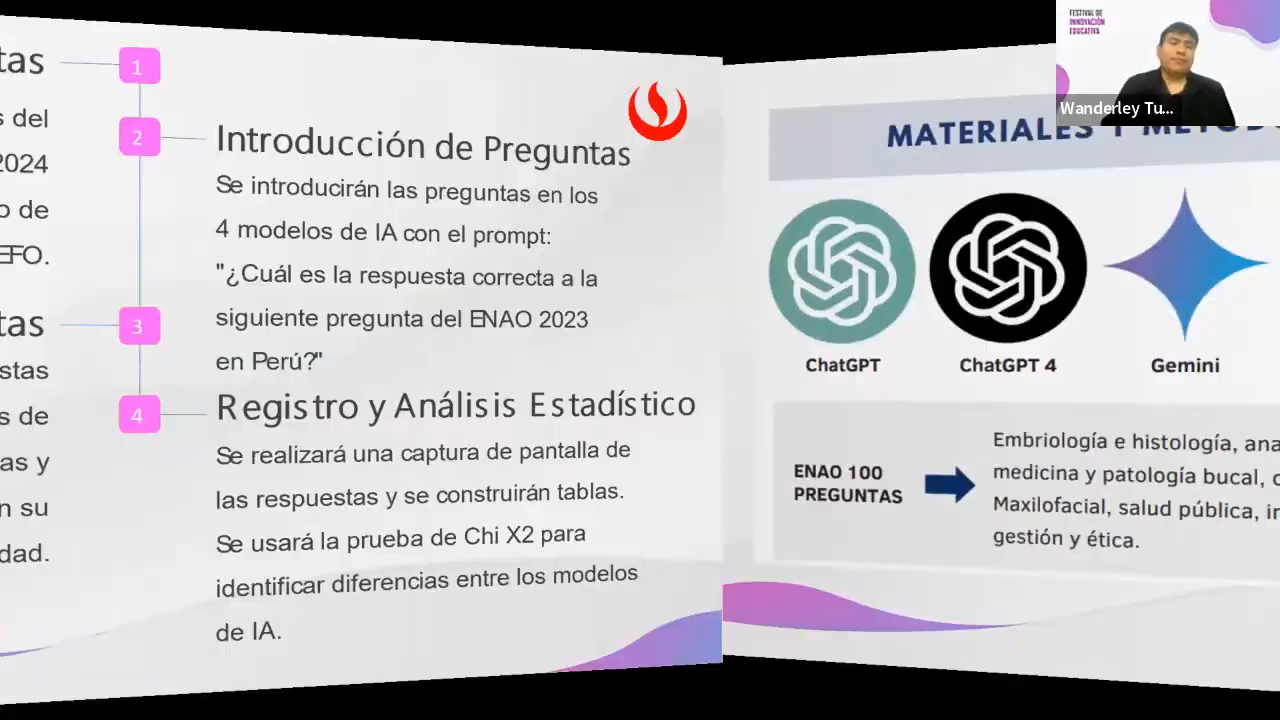 tas
s del
2024
o de
EFO.
tas
stas
s de
as y
n su
dad.
1
2
3
4
Introducción de Preguntas
Se introducirán las preguntas en los
4 modelos de IA con el prompt:
"¿Cuál es la respuesta correcta a la
siguiente pregunta del ENAO 2023
en Perú?"
Registro y Análisis Estadístico
Se realizará una captura de pantalla de
las respuestas y se construirán tablas.
Se usará la prueba de Chi X2 para
identificar diferencias entre los modelos
de IA.
FESTIVAL DE
INNOVACIÓN
EDUCATIVA
Wanderley Tu...
MATERIALES Y
ChatGPT
ChatGPT 4
Gemini
ENAO 100
PREGUNTAS
Embriología e histología, ana
medicina y patología bucal,
Maxilofacial, salud pública, in
gestión y ética.